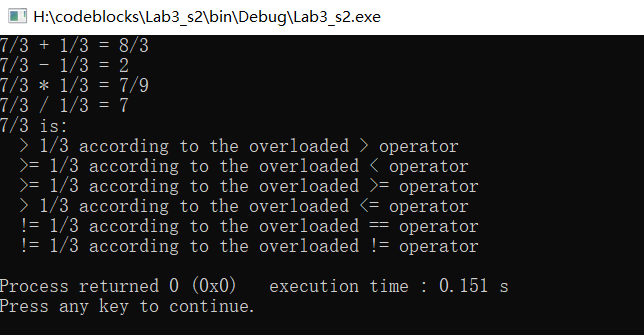 H:\codeblocks\Lab3_s2\bin\Debug\Lab3_s2.exe
7/3 + 1/3 = 8/3
7/3 - 1/3 = 2
7/3 * 1/3 = 7/9
7/3 / 1/3 = 7
7/3 is:
  > 1/3 according to the overloaded > operator
  >= 1/3 according to the overloaded < operator
  >= 1/3 according to the overloaded >= operator
  > 1/3 according to the overloaded <= operator
  != 1/3 according to the overloaded == operator
  != 1/3 according to the overloaded != operator
Process returned 0 (0x0)   execution time : 0.151 s
Press any key to continue.